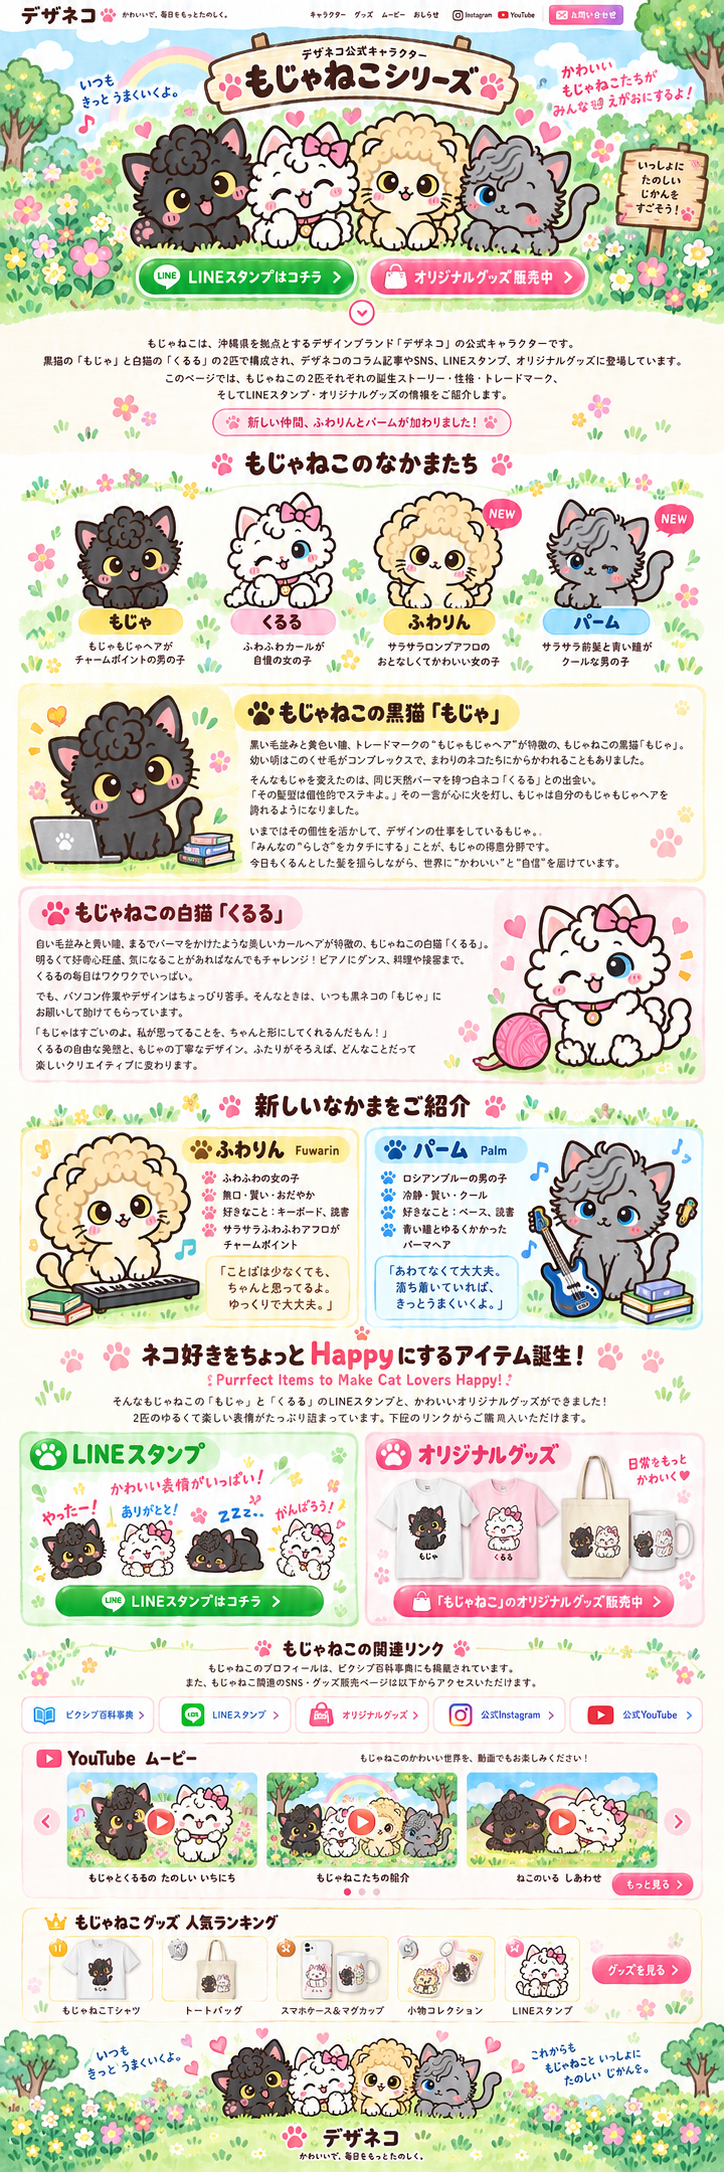 デザネコ
かわいいで、毎日をもっとたのしく。
キャラクター グッズ ムービー おしらせ
Instagram
YouTube
お問い合わせ
デザネコ公式キャラクター
もじゃねこシリーズ
いつも
きっと うまくいくよ。
かわいい
もじゃねこたちが
みんな えがおにするよ!
いっしょに
たのしい
じかんを
すごそう!
LINE
LINEスタンプはコチラ
オリジナルグッズ販売中
もじゃねこは、沖縄県を拠点とするデザインブランド「デザネコ」の公式キャラクターです。
黒猫の「もじゃ」と白猫の「くるる」の2匹で構成され、デザネコのコラム記事やSNS、LINEスタンプ、オリジナルグッズに登場しています。
このページでは、もじゃねこの2匹それぞれの誕生ストーリー・性格・トレードマーク、
そしてLINEスタンプ・オリジナルグッズの情報をご紹介します。
新しい仲間、ふわりんとパームが加わりました!
もじゃねこのなかまたち
NEW
NEW
もじゃ
くるる
ふわりん
パーム
もじゃもじゃヘアが
チャームポイントの男の子
ふわふわカールが
自慢の女の子
サラサラロングアフロの
おとなしくてかわいい女の子
サラサラ前髪と青い瞳が
クールな男の子
もじゃねこの黒猫「もじゃ」
黒い毛並みと黄色い瞳、トレードマークの"もじゃもじゃヘア"が特徴の、もじゃねこの黒猫「もじゃ」。
幼い頃はこのくせ毛がコンプレックスで、まわりのネコたちにからかわれることもありました。
そんなもじゃを変えたのは、同じ天然パーマを持つ白ネコ「くるる」との出会い。
「その髪型は個性的でステキよ。」その一言が心に火を灯し、もじゃは自分のもじゃもじゃヘアを
誇れるようになりました。
いまではその個性を活かして、デザインの仕事をしているもじゃ。
「みんなの"らしさ"をカタチにする」ことが、もじゃの得意分野です。
今日もくるんとした髪を揺らしながら、世界に"かわいい"と"自信"を届けています。
もじゃねこの白猫「くるる」
白い毛並みと青い瞳、まるでパーマをかけたような美しいカールヘアが特徴の、もじゃねこの白猫「くるる」。
明るくて好奇心旺盛、気になることがあればなんでもチャレンジ!ピアノにダンス、料理や接客まで。
くるるの毎日はワクワクでいっぱい。
でも、パソコン作業やデザインはちょっぴり苦手。そんなときは、いつも黒ネコの「もじゃ」に
お願いして助けてもらっています。
「もじゃはすごいのよ。私が思ってることを、ちゃんと形にしてくれるんだもん!」
くるるの自由な発想と、もじゃの丁寧なデザイン。ふたりがそろえば、どんなことだって
楽しいクリエイティブに変わります。
新しいなかまをご紹介
ふわりん Fuwarin
ふわふわの女の子
無口・賢い・おだやか
好きなこと:キーボード、読書
サラサラふわふわアフロが
チャームポイント
「ことばは少なくても、
ちゃんと思ってるよ。
ゆっくりで大丈夫。」
パーム Palm
ロシアンブルーの男の子
冷静・賢い・クール
好きなこと:ベース、読書
青い瞳とゆるくかかった
パーマヘア
「あわてなくて大丈夫。
落ち着いていれば、
きっとうまくいくよ。」
ネコ好きをちょっとHappyにするアイテム誕生!
Purrfect Items to Make Cat Lovers Happy!
そんなもじゃねこの「もじゃ」と「くるる」のLINEスタンプと、かわいいオリジナルグッズができました!
2匹のゆるくて楽しい表情がたっぷり詰まっています。下記のリンクからご購入いただけます。
LINEスタンプ
かわいい表情がいっぱい!
やったー!
ありがとと!
zzz..
がんばろう!
LINE
LINEスタンプはコチラ
オリジナルグッズ
日常をもっと
かわいく
もじゃ
くるる
「もじゃねこ」のオリジナルグッズ販売中
もじゃねこの関連リンク
もじゃねこのプロフィールは、ピクシブ百科事典にも掲載されています。
また、もじゃねこ関連のSNS・グッズ販売ページは以下からアクセスいただけます。
ピクシブ百科事典
LINEスタンプ
オリジナルグッズ
公式Instagram
公式YouTube
YouTube ムービー
もじゃねこのかわいい世界を、動画でもお楽しみください!
もじゃとくるるの たのしい いちにち
もじゃねこたちの紹介
ねこのいる しあわせ
もっと見る
もじゃねこグッズ 人気ランキング
もじゃねこTシャツ
トートバッグ
スマホケース&マグカップ
小物コレクション
LINEスタンプ
グッズを見る
いつも
きっと うまくいくよ。
これからも
もじゃねこと いっしょに
たのしい じかんを。
デザネコ
かわいいで、毎日をもっとたのしく。